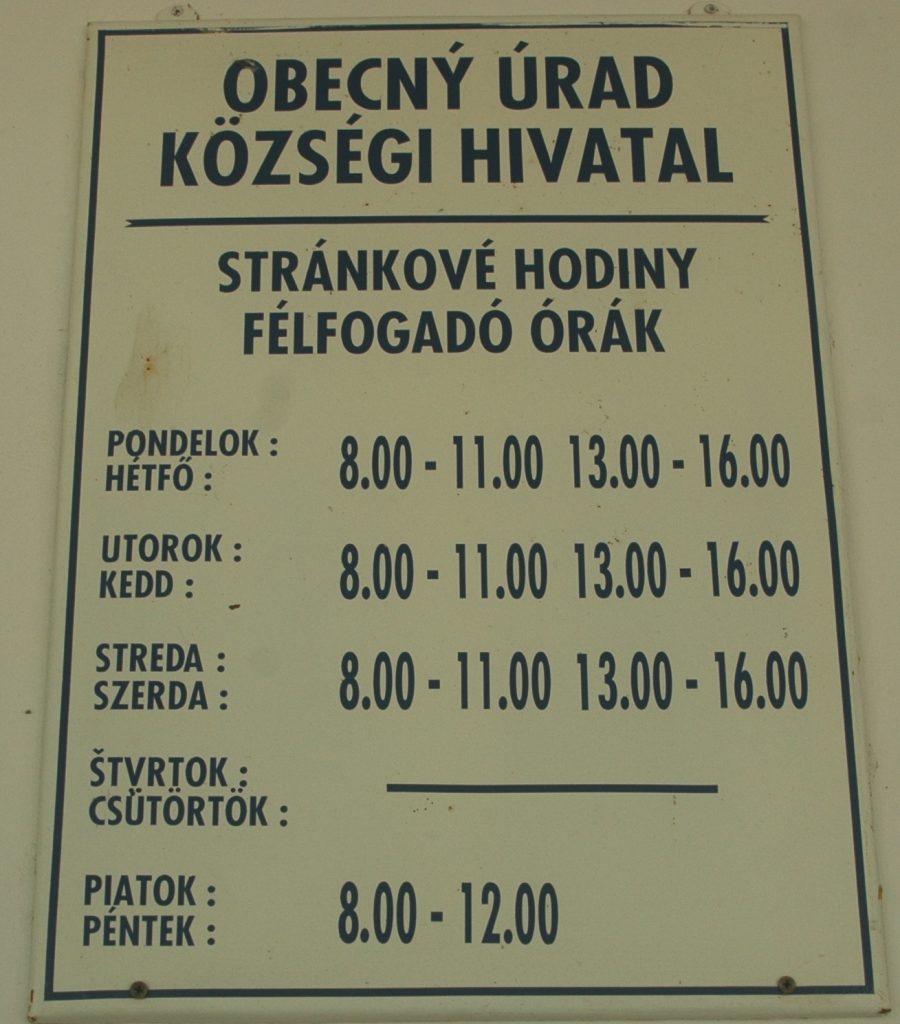 OBECNÝ ÚRAD
KÖZSÉGI HIVATAL
STRÁNKOVÉ HODINY
FÉLFOGADÓ ÓRÁK
PONDELOK : 8.00 - 11.00 13.00 - 16.00
HÉTFŐ :
UTOROK : 8.00 - 11.00 13.00 - 16.00
KEDD :
STREDA : 8.00 - 11.00 13.00 - 16.00
SZERDA :
ŠTVRTOK :
CSÜTÖRTÖK :
PIATOK : 8.00 - 12.00
PÉNTEK :